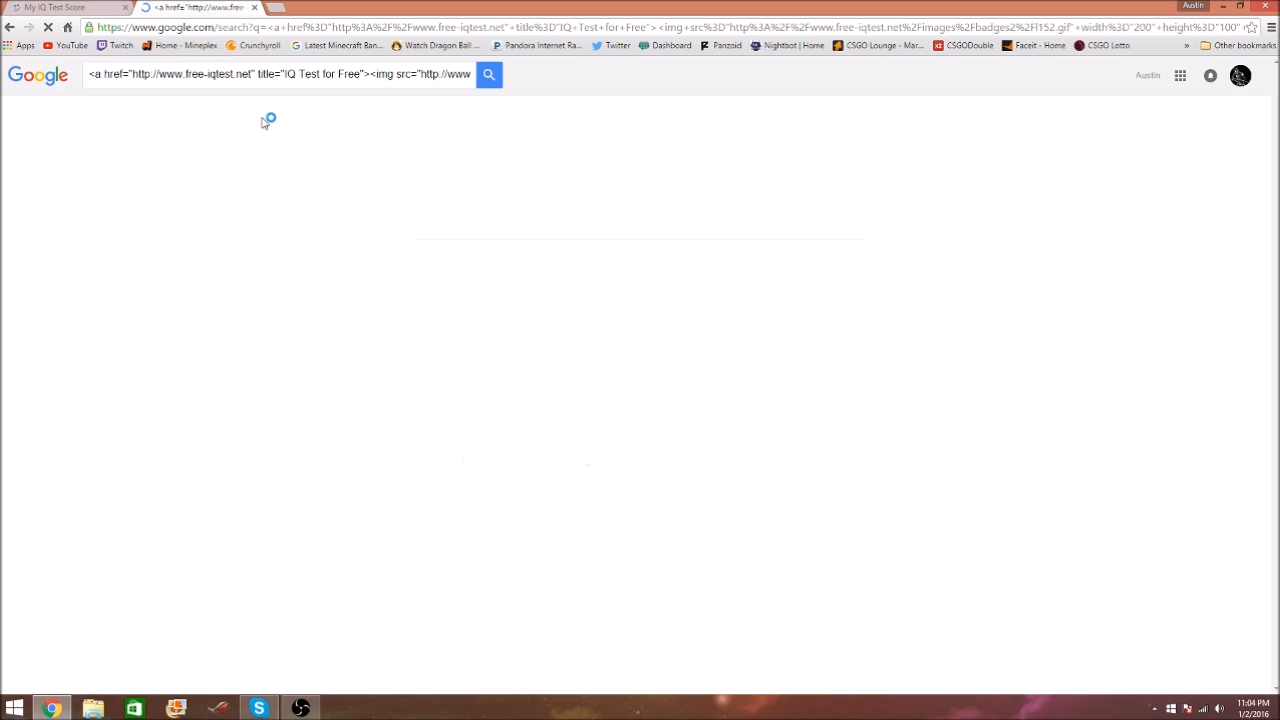 My IQ Test Score
<a href="http://www.free
Austin
https://www.google.com/search?q=<a+href%3D"http%3A%2F%2Fwww.free-iqtest.net"+title%3D"IQ+Test+for+Free"><img+src%3D"http%3A%2F%2Fwww.free-iqtest.net%2Fimages%2Fbadges2%2Fl152.gif"+width%3D"200"+height%3D"100"
Apps YouTube Twitch Home - Mineplex Crunchyroll Latest Minecraft Ban... Watch Dragon Ball ... Pandora Internet Ra... Twitter Dashboard Panzoid Nightbot | Home CSGO Lounge - Mar... CSGODouble Faceit - Home CSGO Lotto » Other bookmarks
Google <a href="http://www.free-iqtest.net" title="IQ Test for Free"><img src="http://www Austin
11:04 PM
1/2/2016